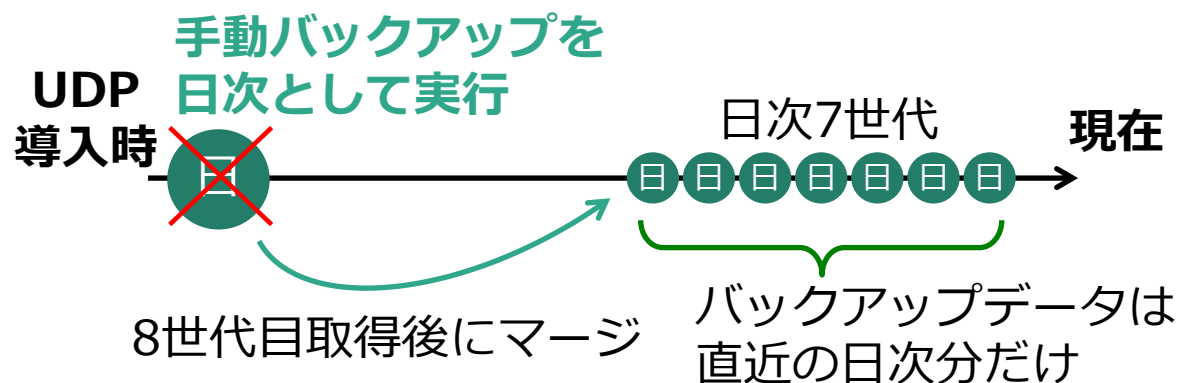 手動バックアップを
日次として実行
UDP
導入時
日
日次7世代
現在
日日日日日日日
8世代目取得後にマージ
バックアップデータは
直近の日次分だけ